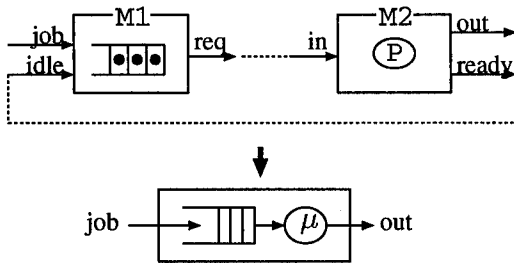 M1 M2
job req in out
idle P ready
job μ out